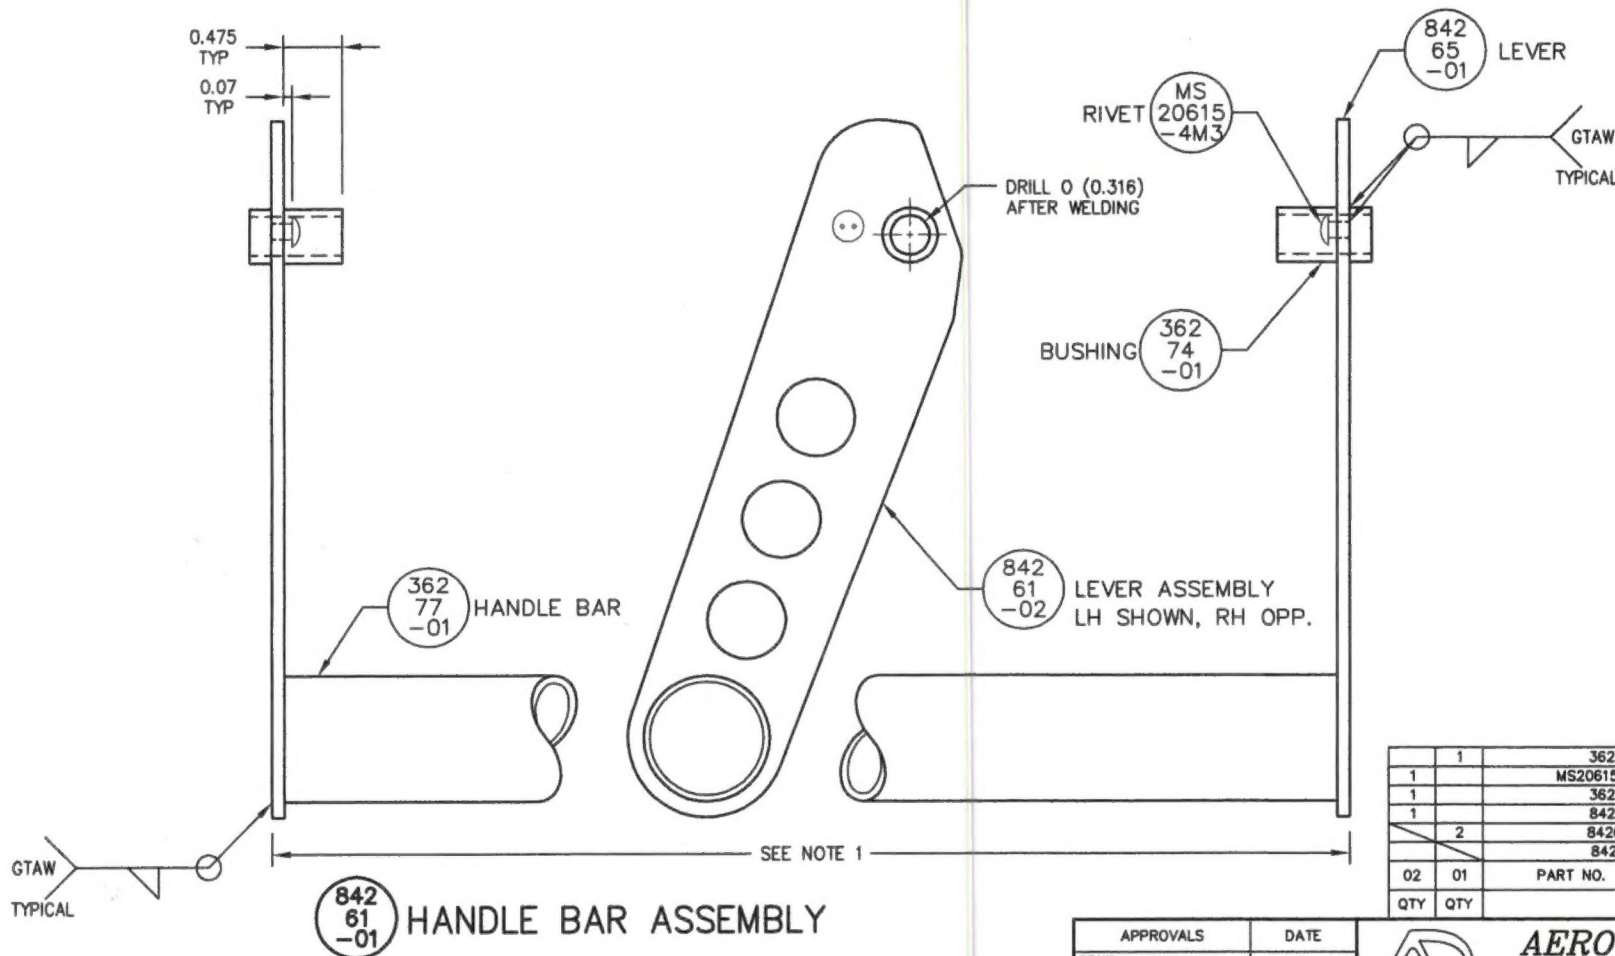 0.475
TYP
0.07
TYP
842
65
-01
LEVER
RIVET
MS
20615
-4M3
GTAW
TYPICAL
DRILL O (0.316)
AFTER WELDING
BUSHING
362
74
-01
362
77
-01
HANDLE BAR
842
61
-02
LEVER ASSEMBLY
LH SHOWN, RH OPP.
SEE NOTE 1
GTAW
TYPICAL
842
61
-01
HANDLE BAR ASSEMBLY
1 362
1 MS20615
1 362
1 842
2 842
842
02 01 PART NO.
QTY QTY
APPROVALS DATE
AERO